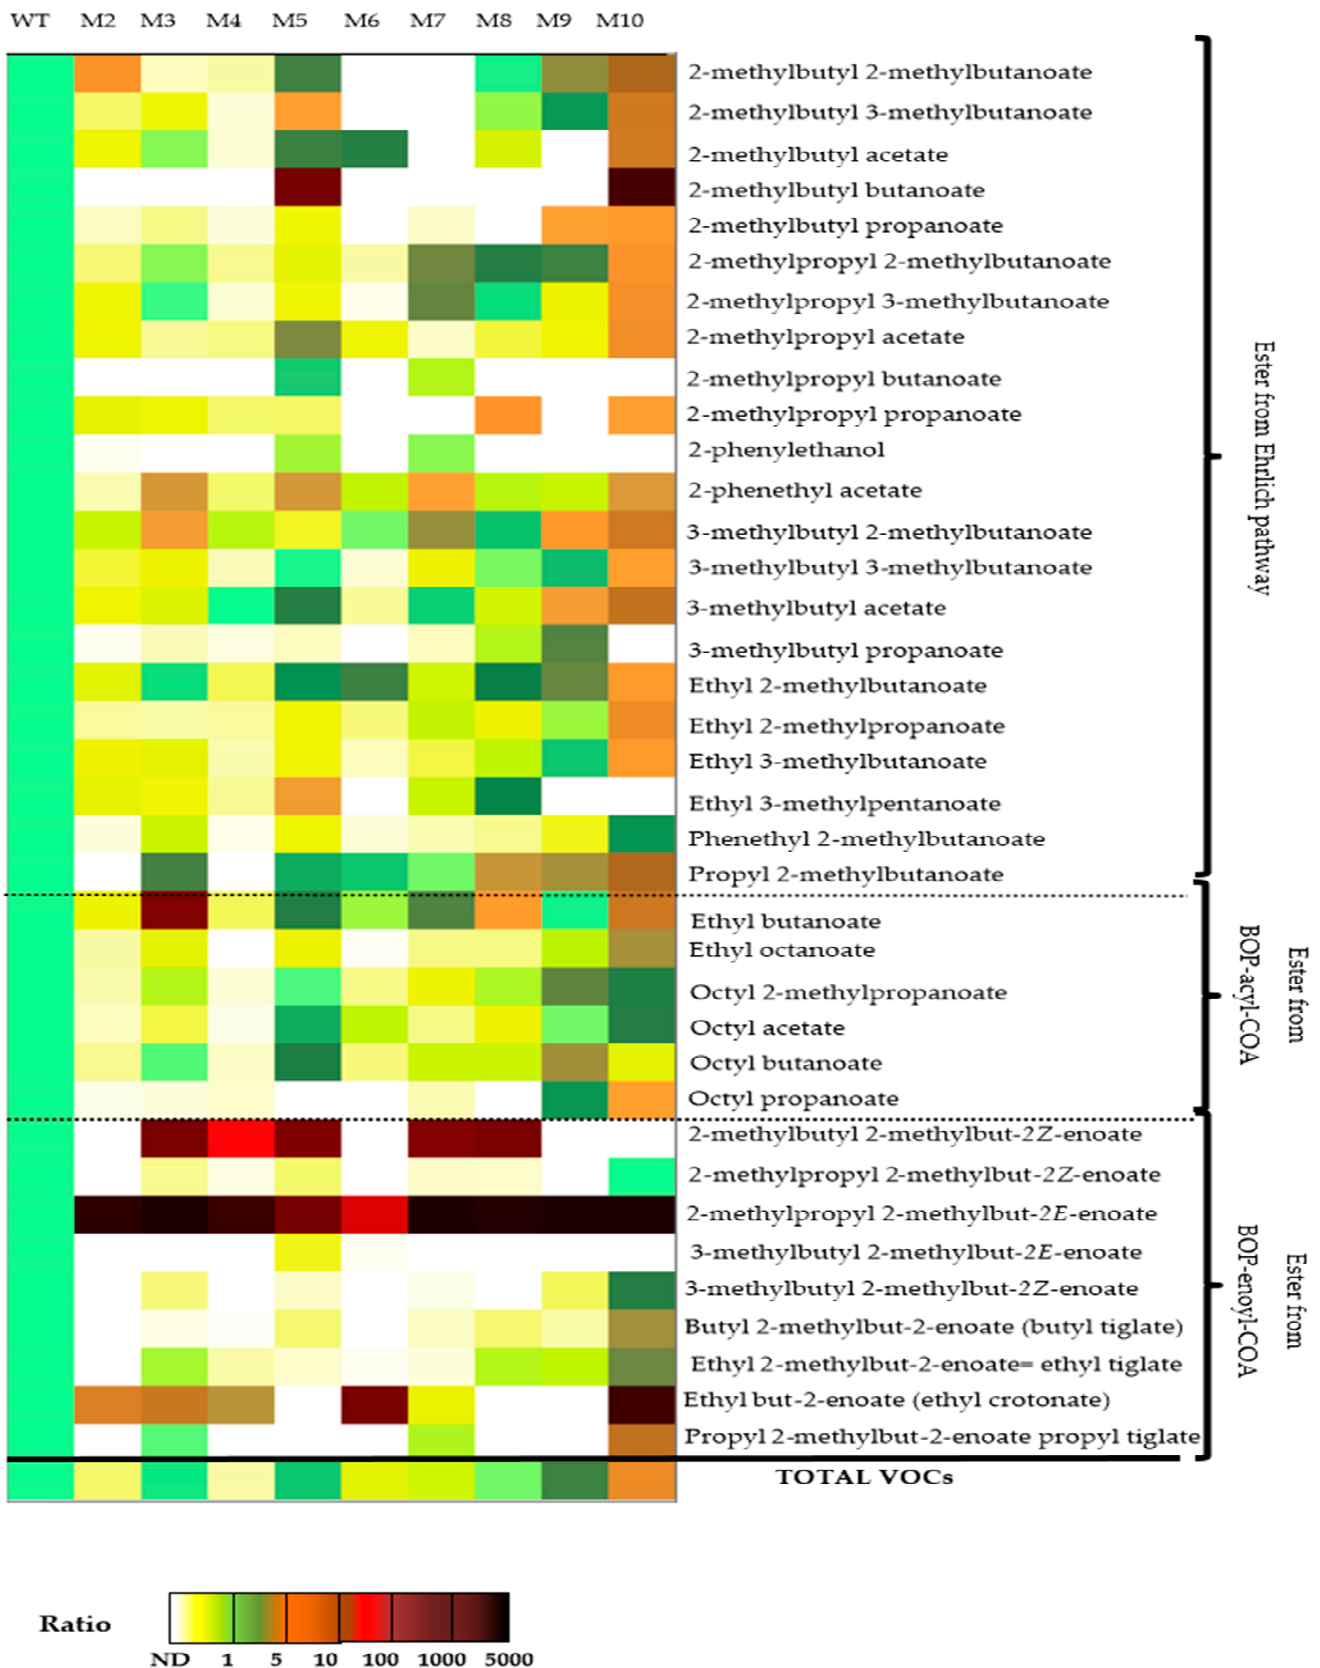 WT M2 M3 M4 M5 M6 M7 M8 M9 M10
2-methylbutyl 2-methylbutanoate
2-methylbutyl 3-methylbutanoate
2-methylbutyl acetate
2-methylbutyl butanoate
2-methylbutyl propanoate
2-methylpropyl 2-methylbutanoate
2-methylpropyl 3-methylbutanoate
2-methylpropyl acetate
2-methylpropyl butanoate
2-methylpropyl propanoate
2-phenylethanol
2-phenethyl acetate
3-methylbutyl 2-methylbutanoate
3-methylbutyl 3-methylbutanoate
3-methylbutyl acetate
3-methylbutyl propanoate
Ethyl 2-methylbutanoate
Ethyl 2-methylpropanoate
Ethyl 3-methylbutanoate
Ethyl 3-methylpentanoate
Phenethyl 2-methylbutanoate
Propyl 2-methylbutanoate
Ester from Ehrlich pathway
Ethyl butanoate
Ethyl octanoate
Octyl 2-methylpropanoate
Octyl acetate
Octyl butanoate
Octyl propanoate
Ester from
BOP-acyl-COA
2-methylbutyl 2-methylbut-2Z-enoate
2-methylpropyl 2-methylbut-2Z-enoate
2-methylpropyl 2-methylbut-2E-enoate
3-methylbutyl 2-methylbut-2E-enoate
3-methylbutyl 2-methylbut-2Z-enoate
Butyl 2-methylbut-2-enoate (butyl tiglate)
Ethyl 2-methylbut-2-enoate= ethyl tiglate
Ethyl but-2-enoate (ethyl crotonate)
Propyl 2-methylbut-2-enoate propyl tiglate
Ester from
BOP-enoyl-COA
TOTAL VOCs
Ratio
ND 1 5 10 100 1000 5000